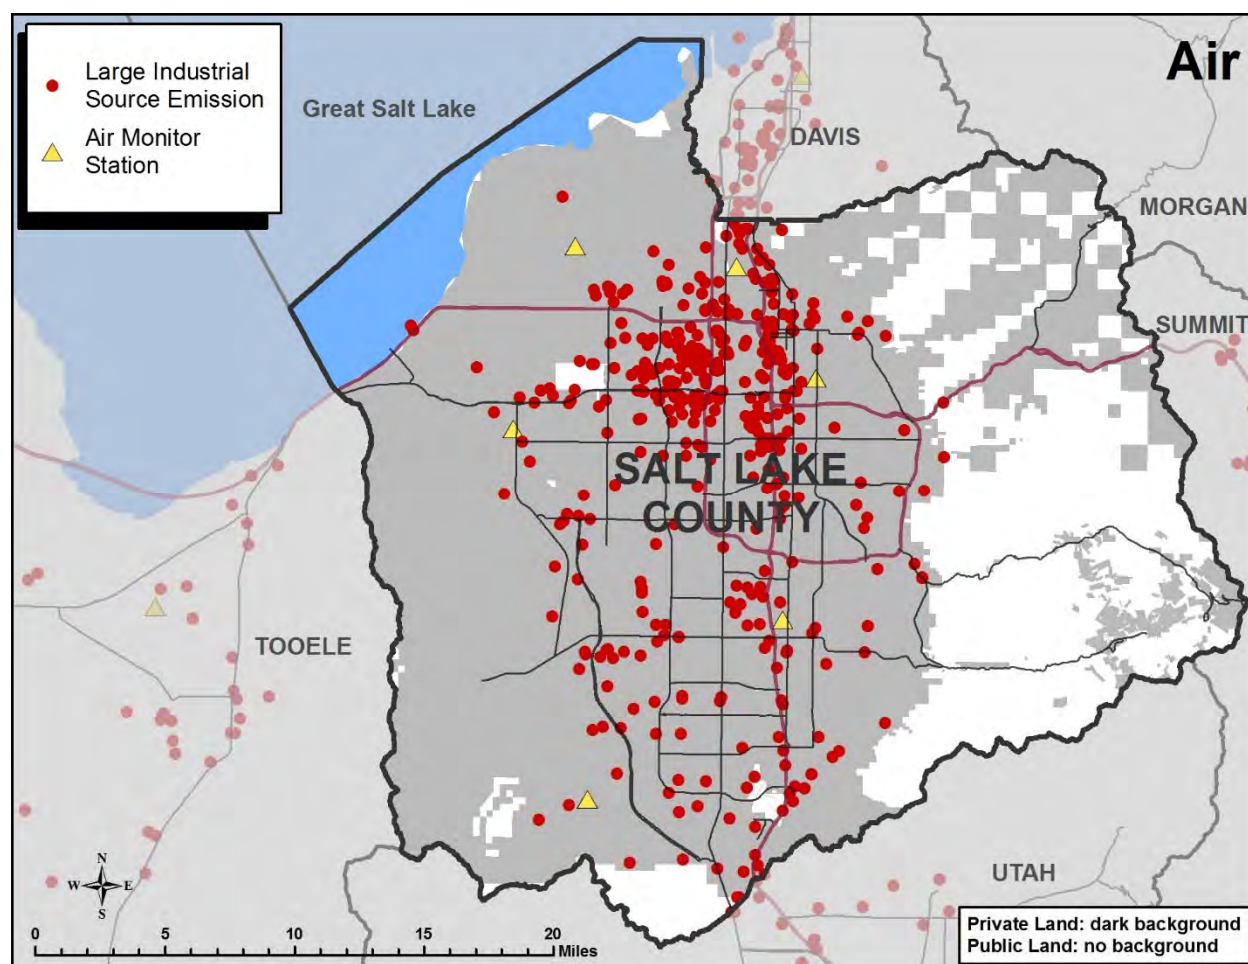 Large Industrial
Source Emission
Air Monitor
Station
Air
Great Salt Lake
DAVIS
MORGAN
SUMMIT
SALT LAKE
COUNTY
TOOELE
UTAH
N
W E
S
0 5 10 15 20
Miles
Private Land: dark background
Public Land: no background